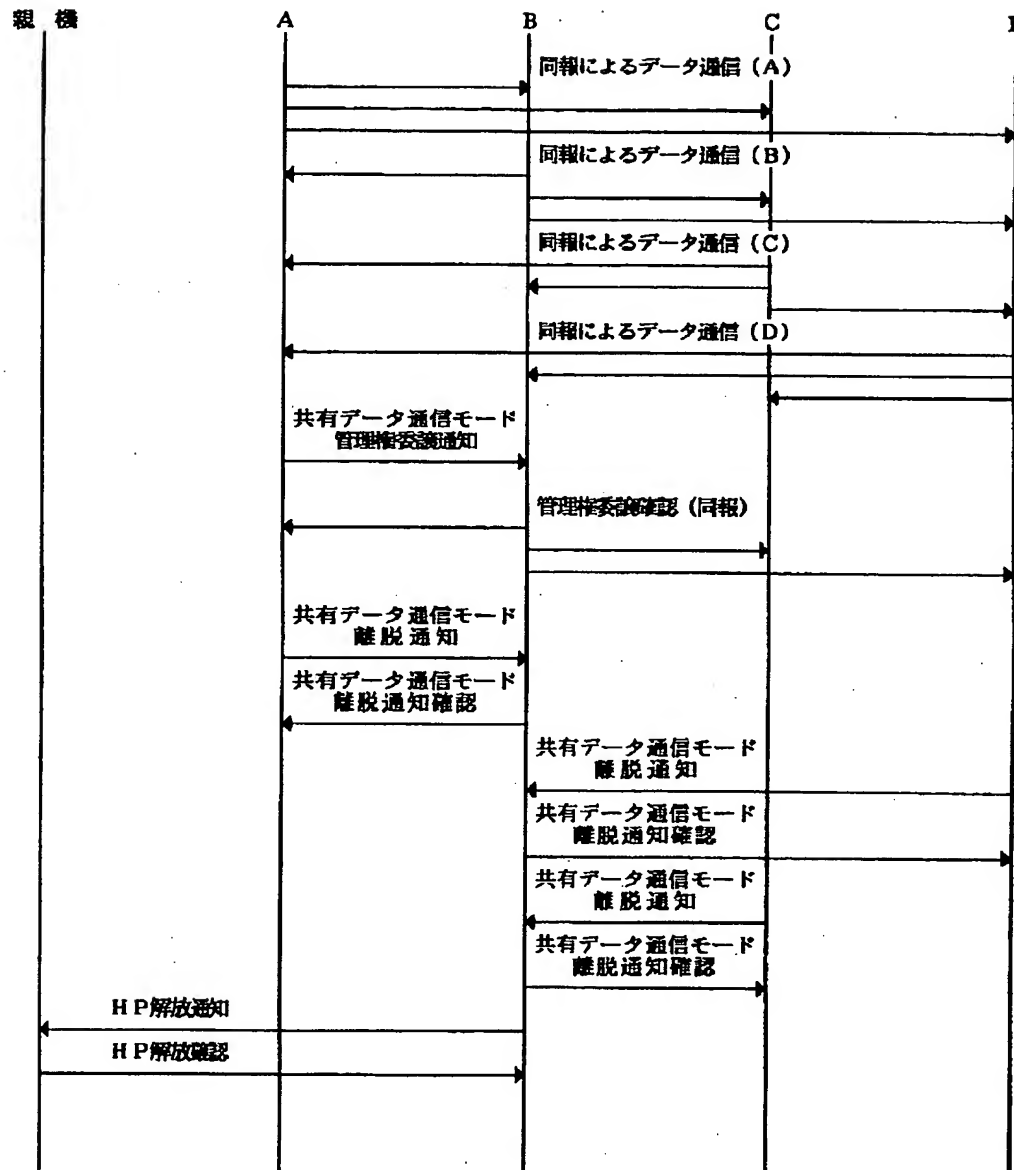 親 機 A B C
同報によるデータ通信（A）
同報によるデータ通信（B）
同報によるデータ通信（C）
同報によるデータ通信（D）
共有データ通信モード
管理権委譲通知
管理権委譲確認（同報）
共有データ通信モード
離脱通知
共有データ通信モード
離脱通知確認
共有データ通信モード
離脱通知
共有データ通信モード
離脱通知確認
共有データ通信モード
離脱通知
共有データ通信モード
離脱通知確認
HP解放通知
HP解放確認